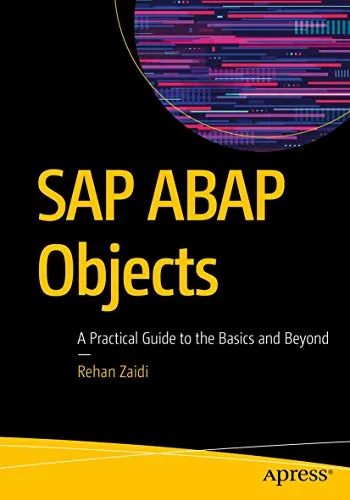 SAP ABAP
Objects
A Practical Guide to the Basics and Beyond
—
Rehan Zaidi
Apress®